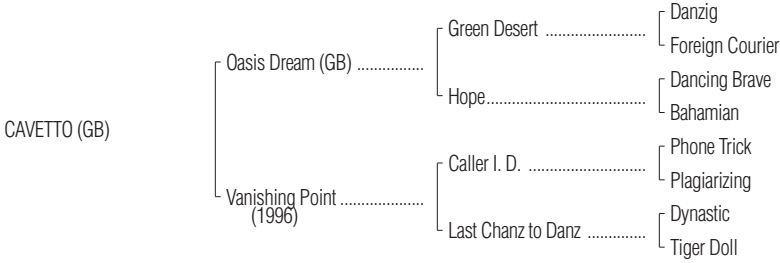 Danzig
Green Desert ........................
Foreign Courier
Oasis Dream (GB) ................
Dancing Brave
Hope......................................
Bahamian
CAVETTO (GB)
Phone Trick
Caller I. D. ............................
Plagiarizing
Vanishing Point ....................
(1996)
Dynastic
Last Chanz to Danz ..............
Tiger Doll